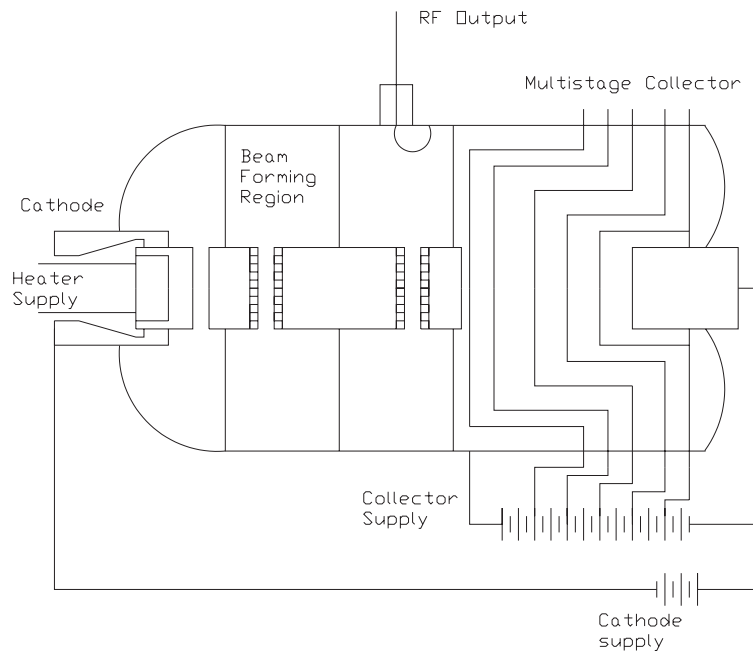 RF Output
Multistage Collector
Beam
Forming
Region
Cathode
Heater
Supply
Collector
Supply
Cathode
supply